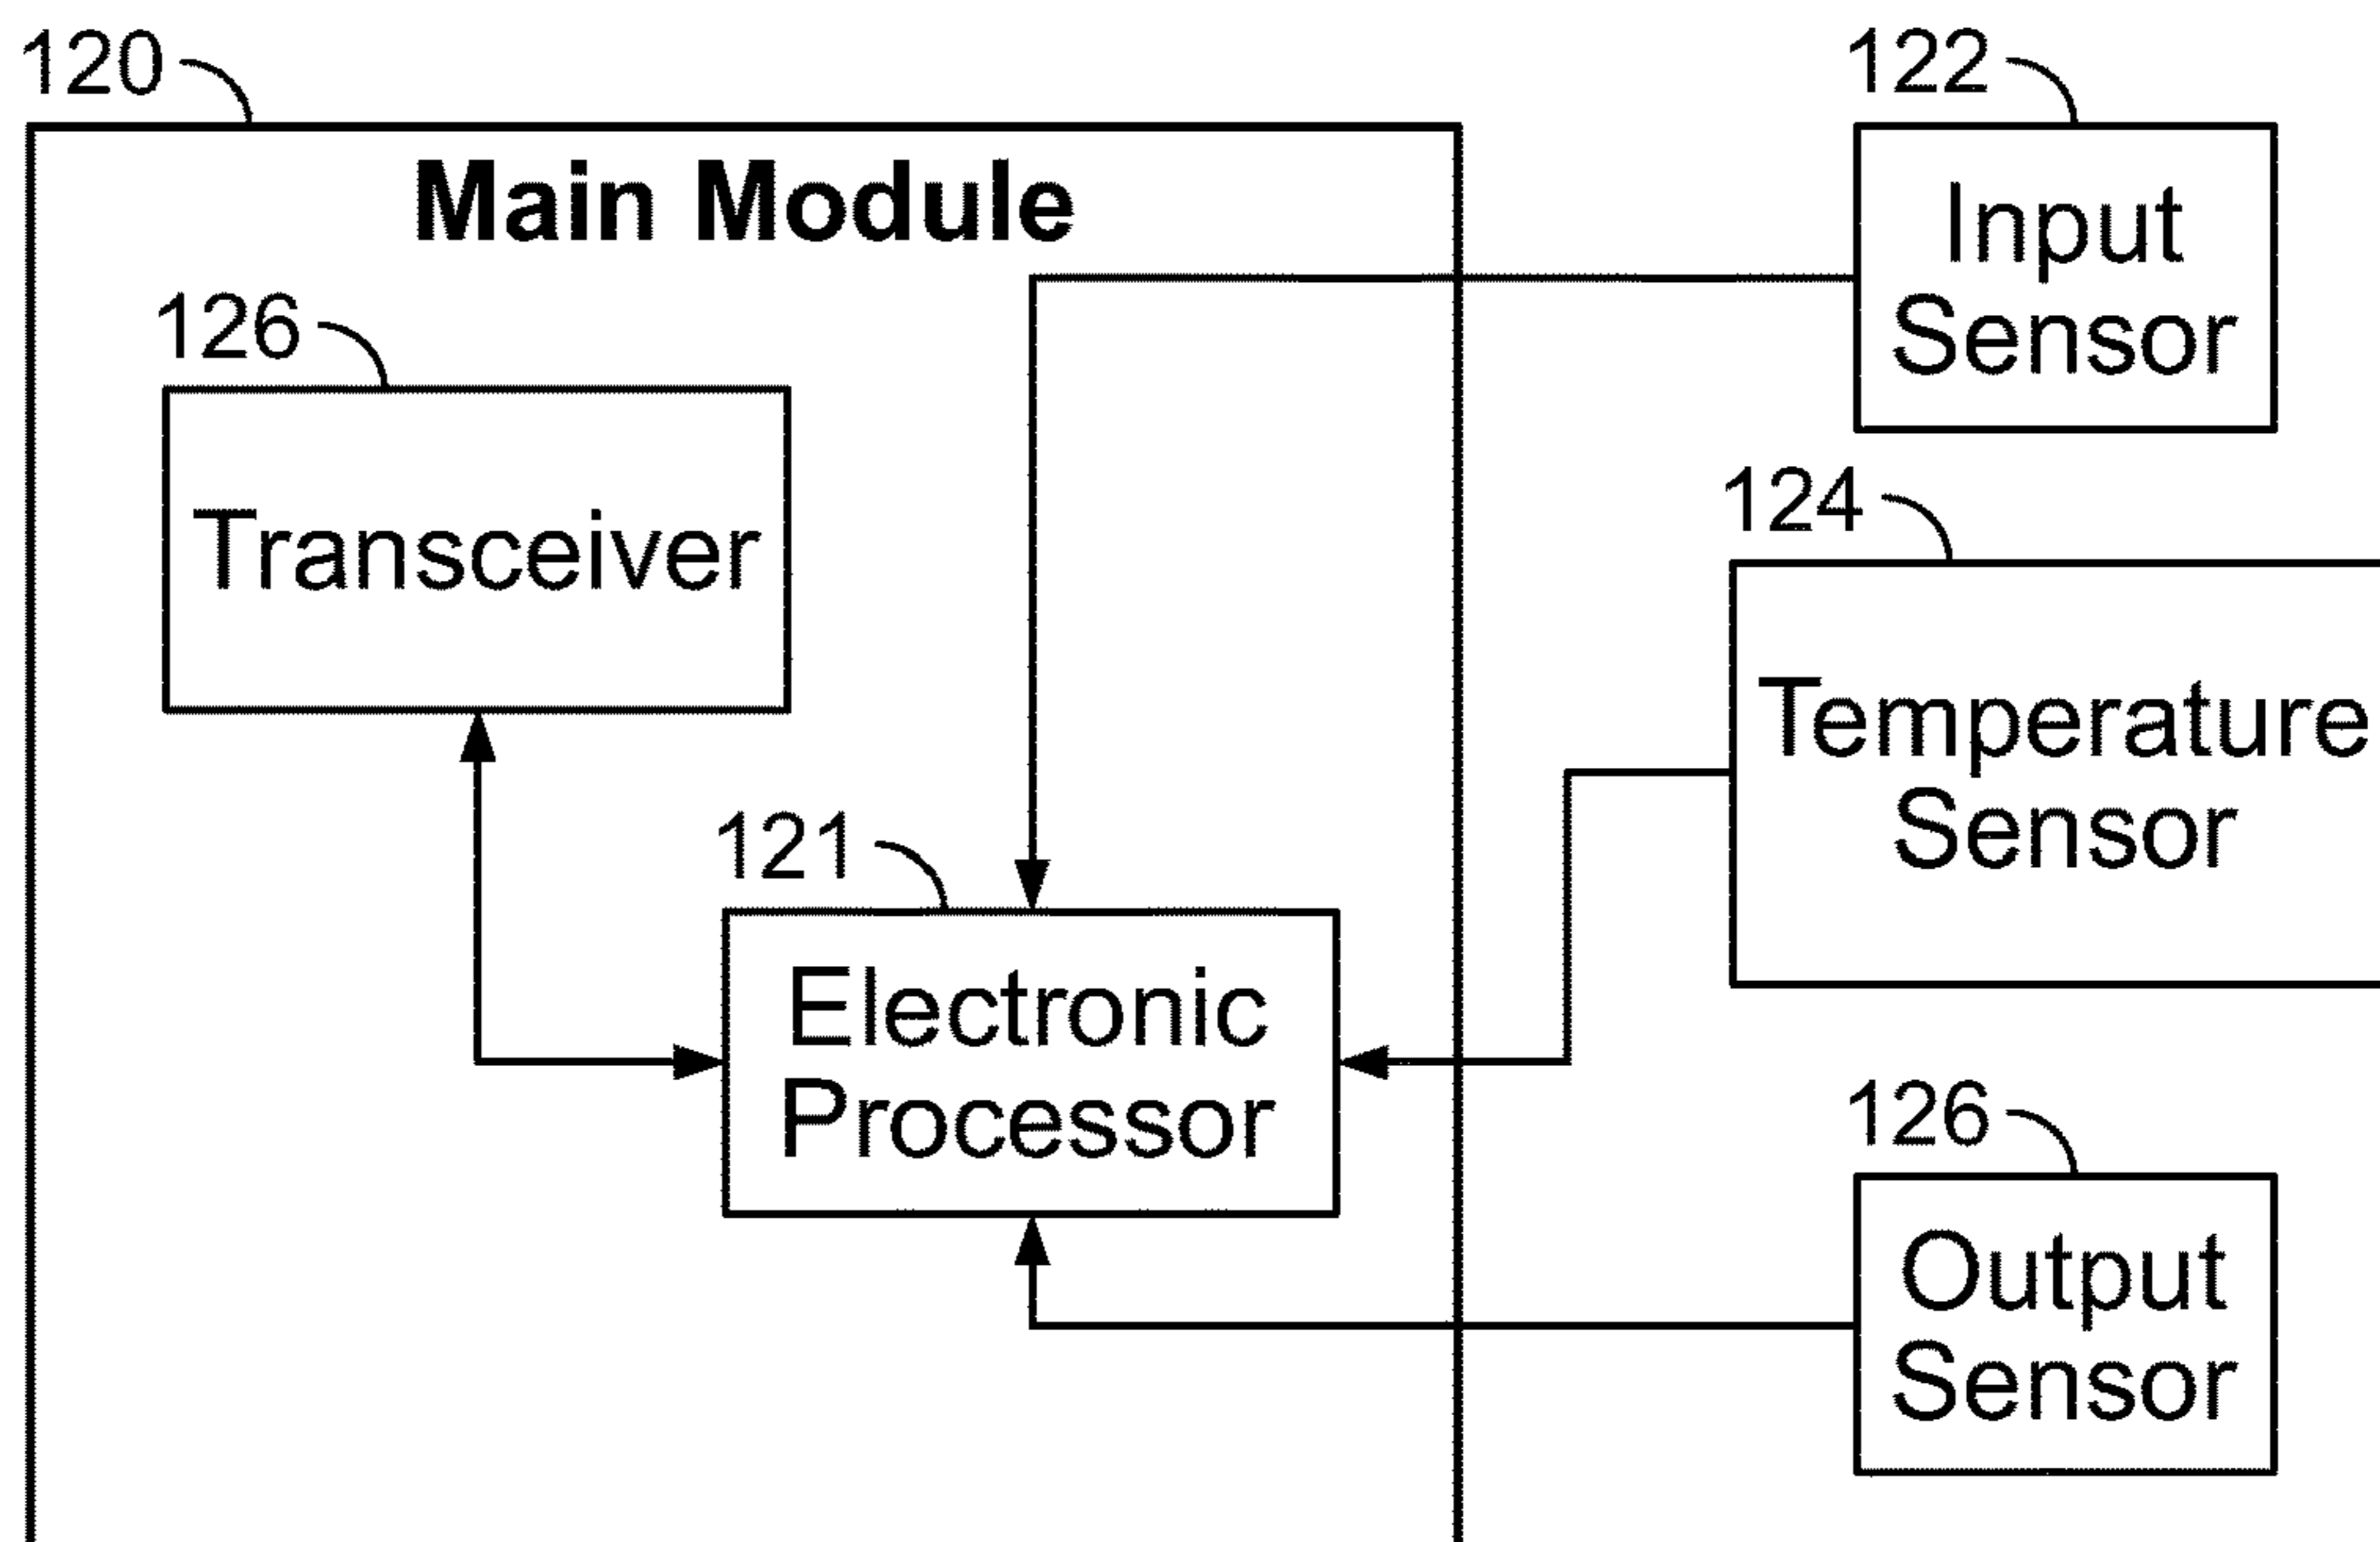 120
Main Module
122
Input
Sensor
126
Transceiver
124
Temperature
Sensor
121
Electronic
Processor
126
Output
Sensor